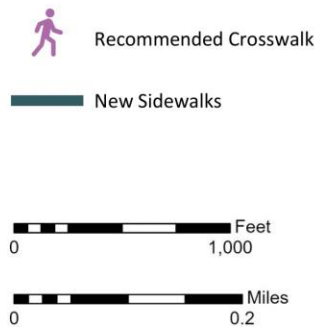 Recommended Crosswalk
New Sidewalks
Feet
0 1,000
Miles
0 0.2